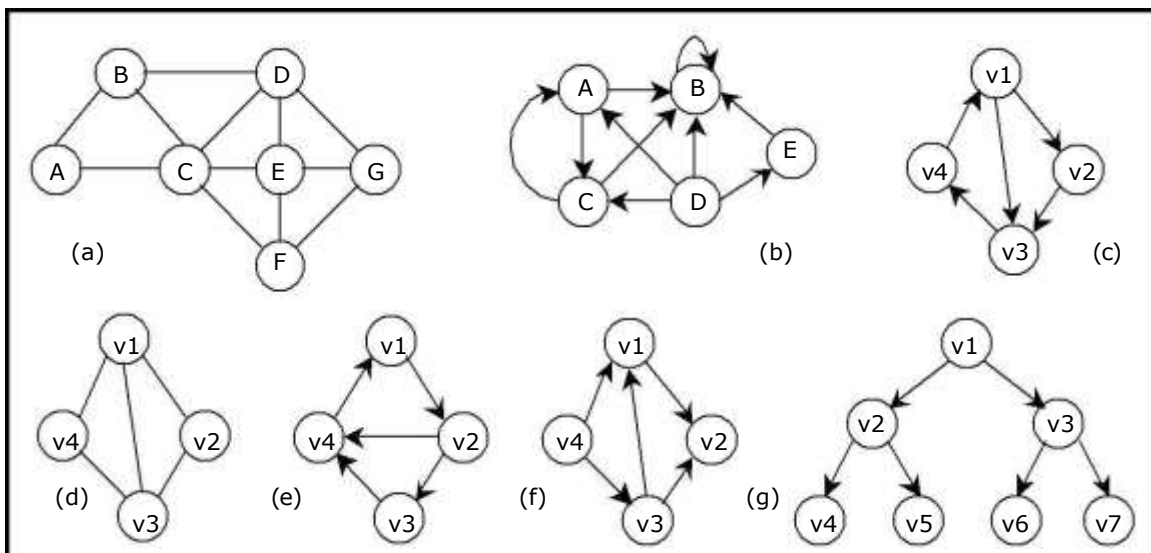 B D
A C E G
F
(a)
A B
E
C D
(b)
v1
v4 v2
v3
(c)
v1
v4 v2
v3
(d)
v1
v4 v2
v3
(e)
v1
v4 v2
v3
(f)
v1
v2 v3
v4 v5 v6 v7
(g)